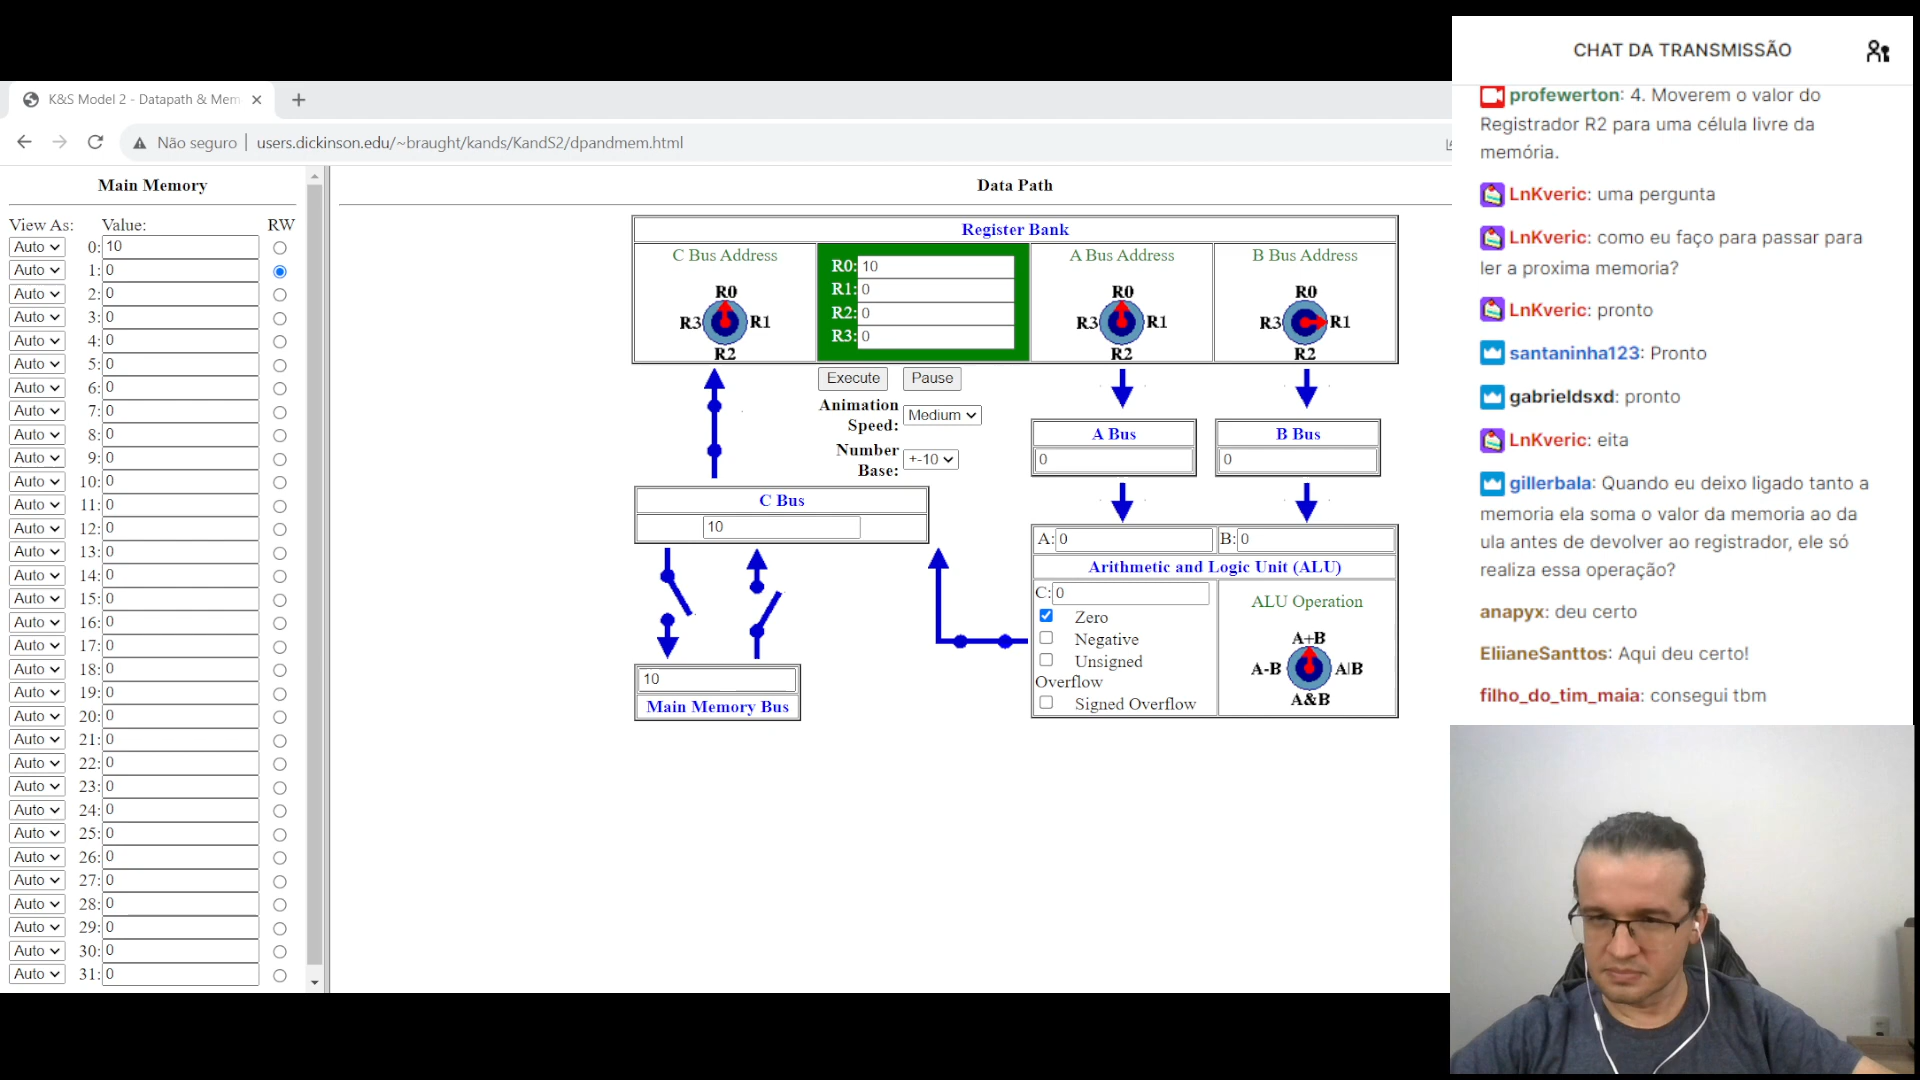 K&S Model 2 - Datapath & Mem
Não seguro
users.dickinson.edu/~braught/kands/KandS2/dpandmem.html
Main Memory
View As: Value: RW
Auto 0: 10
Auto 1: 0
Auto 2: 0
Auto 3: 0
Auto 4: 0
Auto 5: 0
Auto 6: 0
Auto 7: 0
Auto 8: 0
Auto 9: 0
Auto 10: 0
Auto 11: 0
Auto 12: 0
Auto 13: 0
Auto 14: 0
Auto 15: 0
Auto 16: 0
Auto 17: 0
Auto 18: 0
Auto 19: 0
Auto 20: 0
Auto 21: 0
Auto 22: 0
Auto 23: 0
Auto 24: 0
Auto 25: 0
Auto 26: 0
Auto 27: 0
Auto 28: 0
Auto 29: 0
Auto 30: 0
Auto 31: 0
Data Path
Register Bank
C Bus Address
R0
R3 R1
R2
R0: 10
R1: 0
R2: 0
R3: 0
A Bus Address
R0
R3 R1
R2
B Bus Address
R0
R3 R1
R2
Execute Pause
Animation
Speed: Medium
Number
Base: +-10
A Bus
0
B Bus
0
C Bus
10
10
Main Memory Bus
A: 0 B: 0
Arithmetic and Logic Unit (ALU)
C: 0
Zero
Negative
Unsigned
Overflow
Signed Overflow
ALU Operation
A+B
A-B A|B
A&B
CHAT DA TRANSMISSÃO
profewerton: 4. Moverem o valor do
Registrador R2 para uma célula livre da
memória.
LnKveric: uma pergunta
LnKveric: como eu faço para passar para
ler a proxima memoria?
LnKveric: pronto
santaninha123: Pronto
gabrieldsxd: pronto
LnKveric: eita
gillerbala: Quando eu deixo ligado tanto a
memoria ela soma o valor da memoria ao da
ula antes de devolver ao registrador, ele só
realiza essa operação?
anapyx: deu certo
EliianeSanttos: Aqui deu certo!
filho_do_tim_maia: consegui tbm